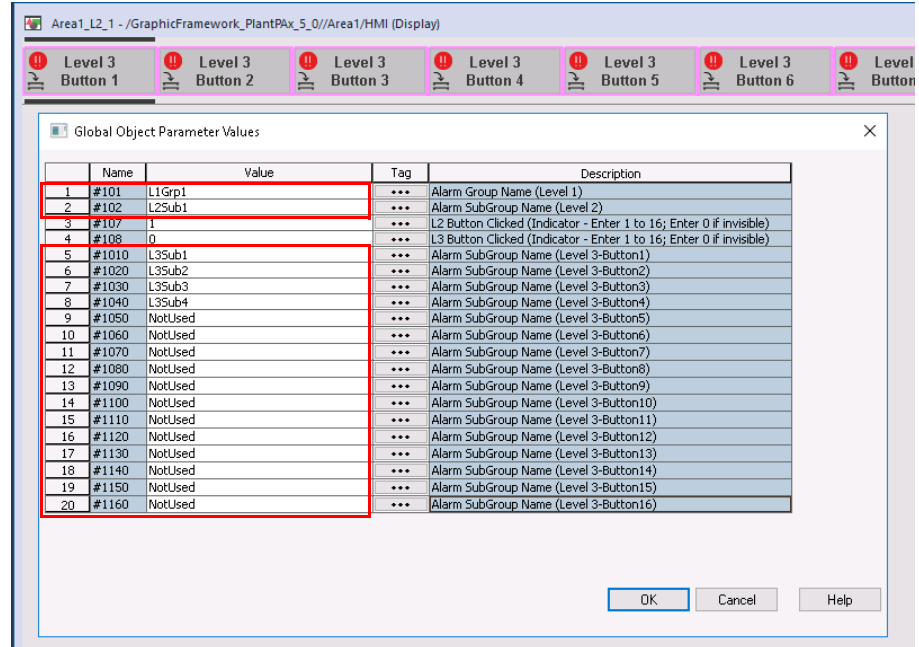 Area1_L2_1 - /GraphicFramework_PlantPAx_5_0//Area1/HMI (Display)
!! Level 3 !! Level 3 !! Level 3 !! Level 3 !! Level 3 !! Level 3 !! Level
Button 1 Button 2 Button 3 Button 4 Button 5 Button 6 Button
Global Object Parameter Values
Name Value Tag Description
1 #101 L1Grp1 ••• Alarm Group Name (Level 1)
2 #102 L2Sub1 ••• Alarm SubGroup Name (Level 2)
3 #107 1 ••• L2 Button Clicked (Indicator - Enter 1 to 16; Enter 0 if invisible)
4 #108 0 ••• L3 Button Clicked (Indicator - Enter 1 to 16; Enter 0 if invisible)
5 #1010 L3Sub1 ••• Alarm SubGroup Name (Level 3-Button1)
6 #1020 L3Sub2 ••• Alarm SubGroup Name (Level 3-Button2)
7 #1030 L3Sub3 ••• Alarm SubGroup Name (Level 3-Button3)
8 #1040 L3Sub4 ••• Alarm SubGroup Name (Level 3-Button4)
9 #1050 NotUsed ••• Alarm SubGroup Name (Level 3-Button5)
10 #1060 NotUsed ••• Alarm SubGroup Name (Level 3-Button6)
11 #1070 NotUsed ••• Alarm SubGroup Name (Level 3-Button7)
12 #1080 NotUsed ••• Alarm SubGroup Name (Level 3-Button8)
13 #1090 NotUsed ••• Alarm SubGroup Name (Level 3-Button9)
14 #1100 NotUsed ••• Alarm SubGroup Name (Level 3-Button10)
15 #1110 NotUsed ••• Alarm SubGroup Name (Level 3-Button11)
16 #1120 NotUsed ••• Alarm SubGroup Name (Level 3-Button12)
17 #1130 NotUsed ••• Alarm SubGroup Name (Level 3-Button13)
18 #1140 NotUsed ••• Alarm SubGroup Name (Level 3-Button14)
19 #1150 NotUsed ••• Alarm SubGroup Name (Level 3-Button15)
20 #1160 NotUsed ••• Alarm SubGroup Name (Level 3-Button16)
OK Cancel Help